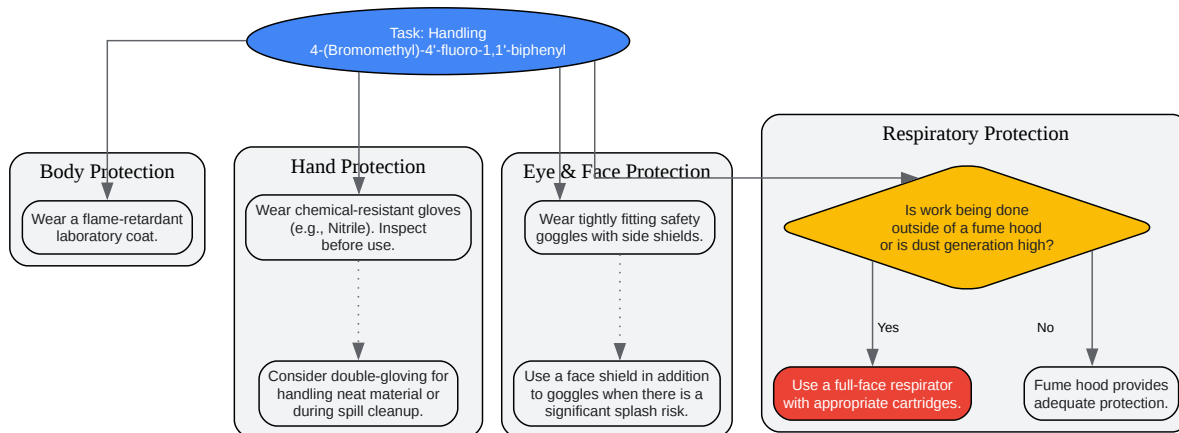 Task: Handling
4-(Bromomethyl)-4'-fluoro-1,1'-biphenyl
Body Protection
Wear a flame-retardant
laboratory coat.
Hand Protection
Wear chemical-resistant gloves
(e.g., Nitrile). Inspect
before use.
Consider double-gloving for
handling neat material or
during spill cleanup.
Eye & Face Protection
Wear tightly fitting safety
goggles with side shields.
Use a face shield in addition
to goggles when there is a
significant splash risk.
Respiratory Protection
Is work being done
outside of a fume hood
or is dust generation high?
Yes
No
Use a full-face respirator
with appropriate cartridges.
Fume hood provides
adequate protection.